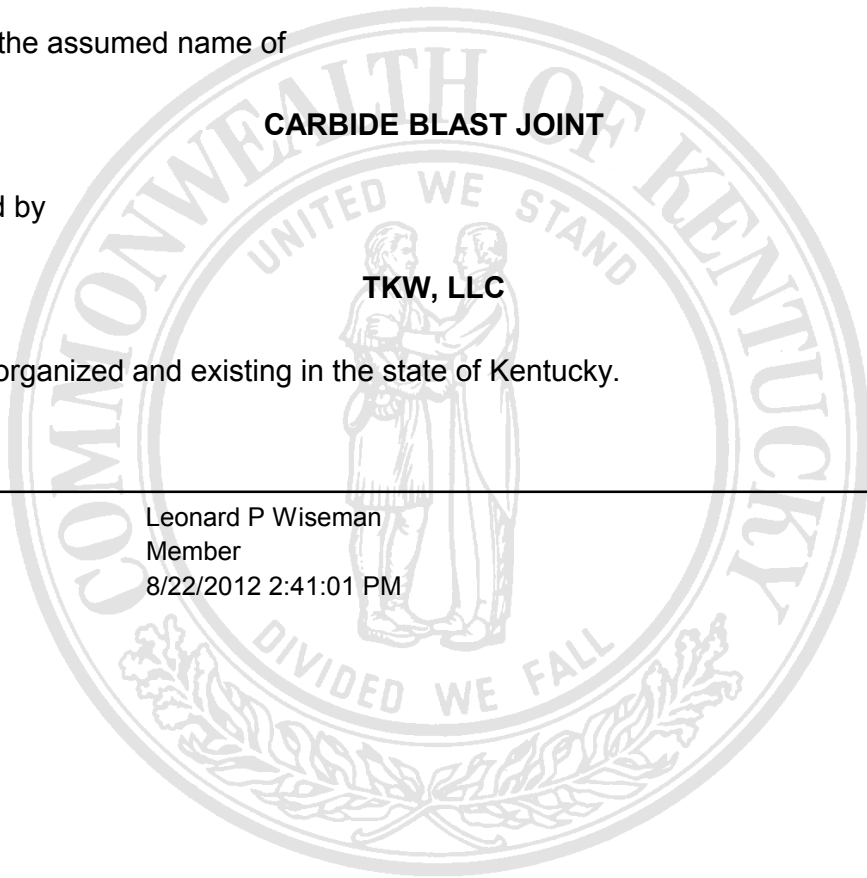 the assumed name of
CARBIDE BLAST JOINT
d by
TKW, LLC
organized and existing in the state of Kentucky.
Leonard P Wiseman
Member
8/22/2012 2:41:01 PM
COMMONWEALTH OF KENTUCKY
UNITED WE STAND
DIVIDED WE FALL